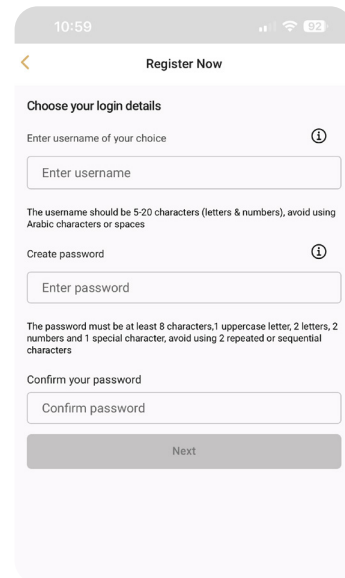 10:59
92
Register Now
Choose your login details
Enter username of your choice
Enter username
The username should be 5-20 characters (letters & numbers), avoid using
Arabic characters or spaces
Create password
Enter password
The password must be at least 8 characters,1 uppercase letter, 2 letters, 2
numbers and 1 special character, avoid using 2 repeated or sequential
characters
Confirm your password
Confirm password
Next